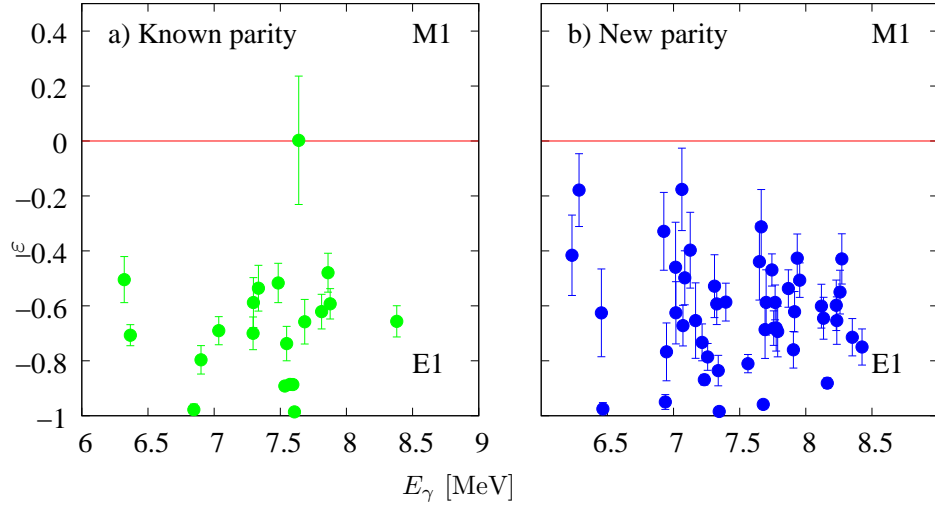 a) Known parity M1
b) New parity M1
0.4
0.2
0
−0.2
−0.4
−0.6
−0.8
−1
ε
E1
E1
6 6.5 7 7.5 8 8.5 9
6.5 7 7.5 8 8.5
Eγ [MeV]